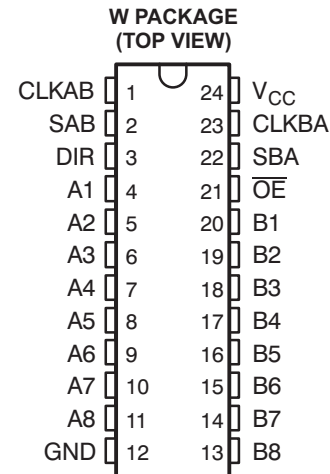 W PACKAGE
(TOP VIEW)
CLKAB 1 24 VCC
SAB 2 23 CLKBA
DIR 3 22 SBA
A1 4 21 O̅E̅
A2 5 20 B1
A3 6 19 B2
A4 7 18 B3
A5 8 17 B4
A6 9 16 B5
A7 10 15 B6
A8 11 14 B7
GND 12 13 B8